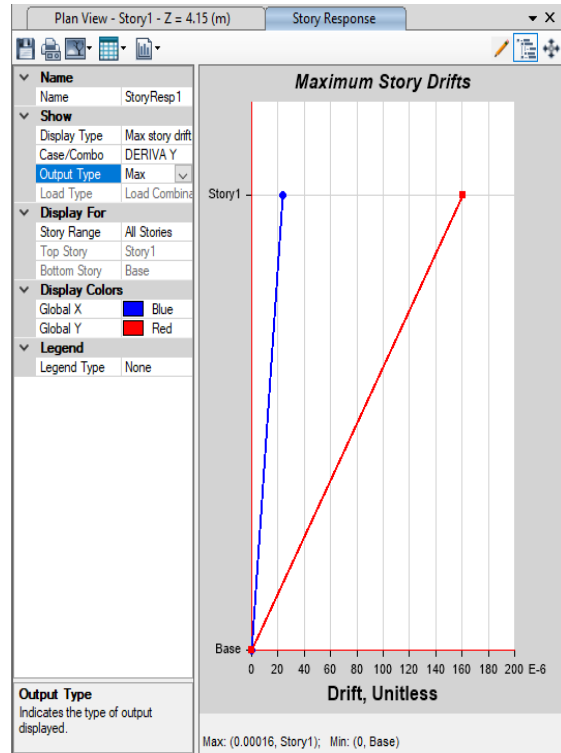 Plan View - Story1 - Z = 4.15 (m)
Story Response
Name
Name StoryResp1
Show
Display Type Max story drift
Case/Combo DERIVA Y
Output Type Max
Load Type Load Combina
Display For
Story Range All Stories
Top Story Story1
Bottom Story Base
Display Colors
Global X Blue
Global Y Red
Legend
Legend Type None
Output Type
Indicates the type of output
displayed.
Maximum Story Drifts
Story1
Base
0 20 40 60 80 100 120 140 160 180 200 E-6
Drift, Unitless
Max: (0.00016, Story1); Min: (0, Base)